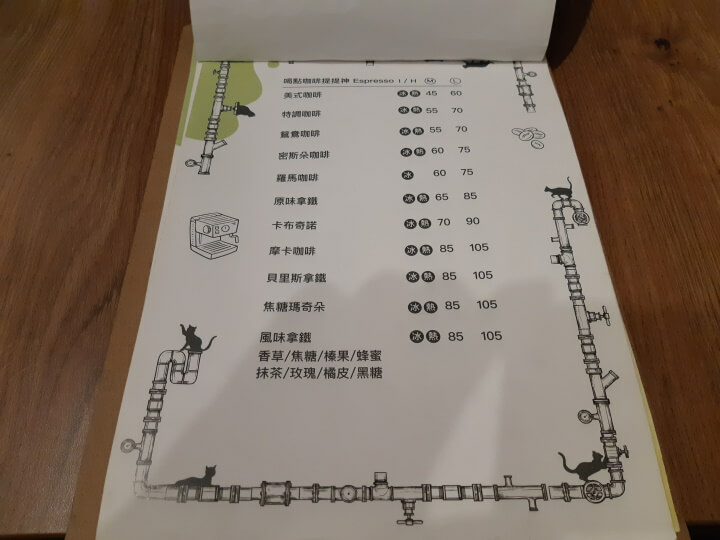 喝點咖啡提提神 Espresso I / H M L
美式咖啡 冰 熱 45 60
特調咖啡 冰 熱 55 70
鴛鴦咖啡 冰 熱 55 70
密斯朵咖啡 冰 熱 60 75
羅馬咖啡 冰 60 75
原味拿鐵 冰 熱 65 85
卡布奇諾 冰 熱 70 90
摩卡咖啡 冰 熱 85 105
貝里斯拿鐵 冰 熱 85 105
焦糖瑪奇朵 冰 熱 85 105
風味拿鐵 冰 熱 85 105
香草/焦糖/榛果/蜂蜜
抹茶/玫瑰/橘皮/黑糖